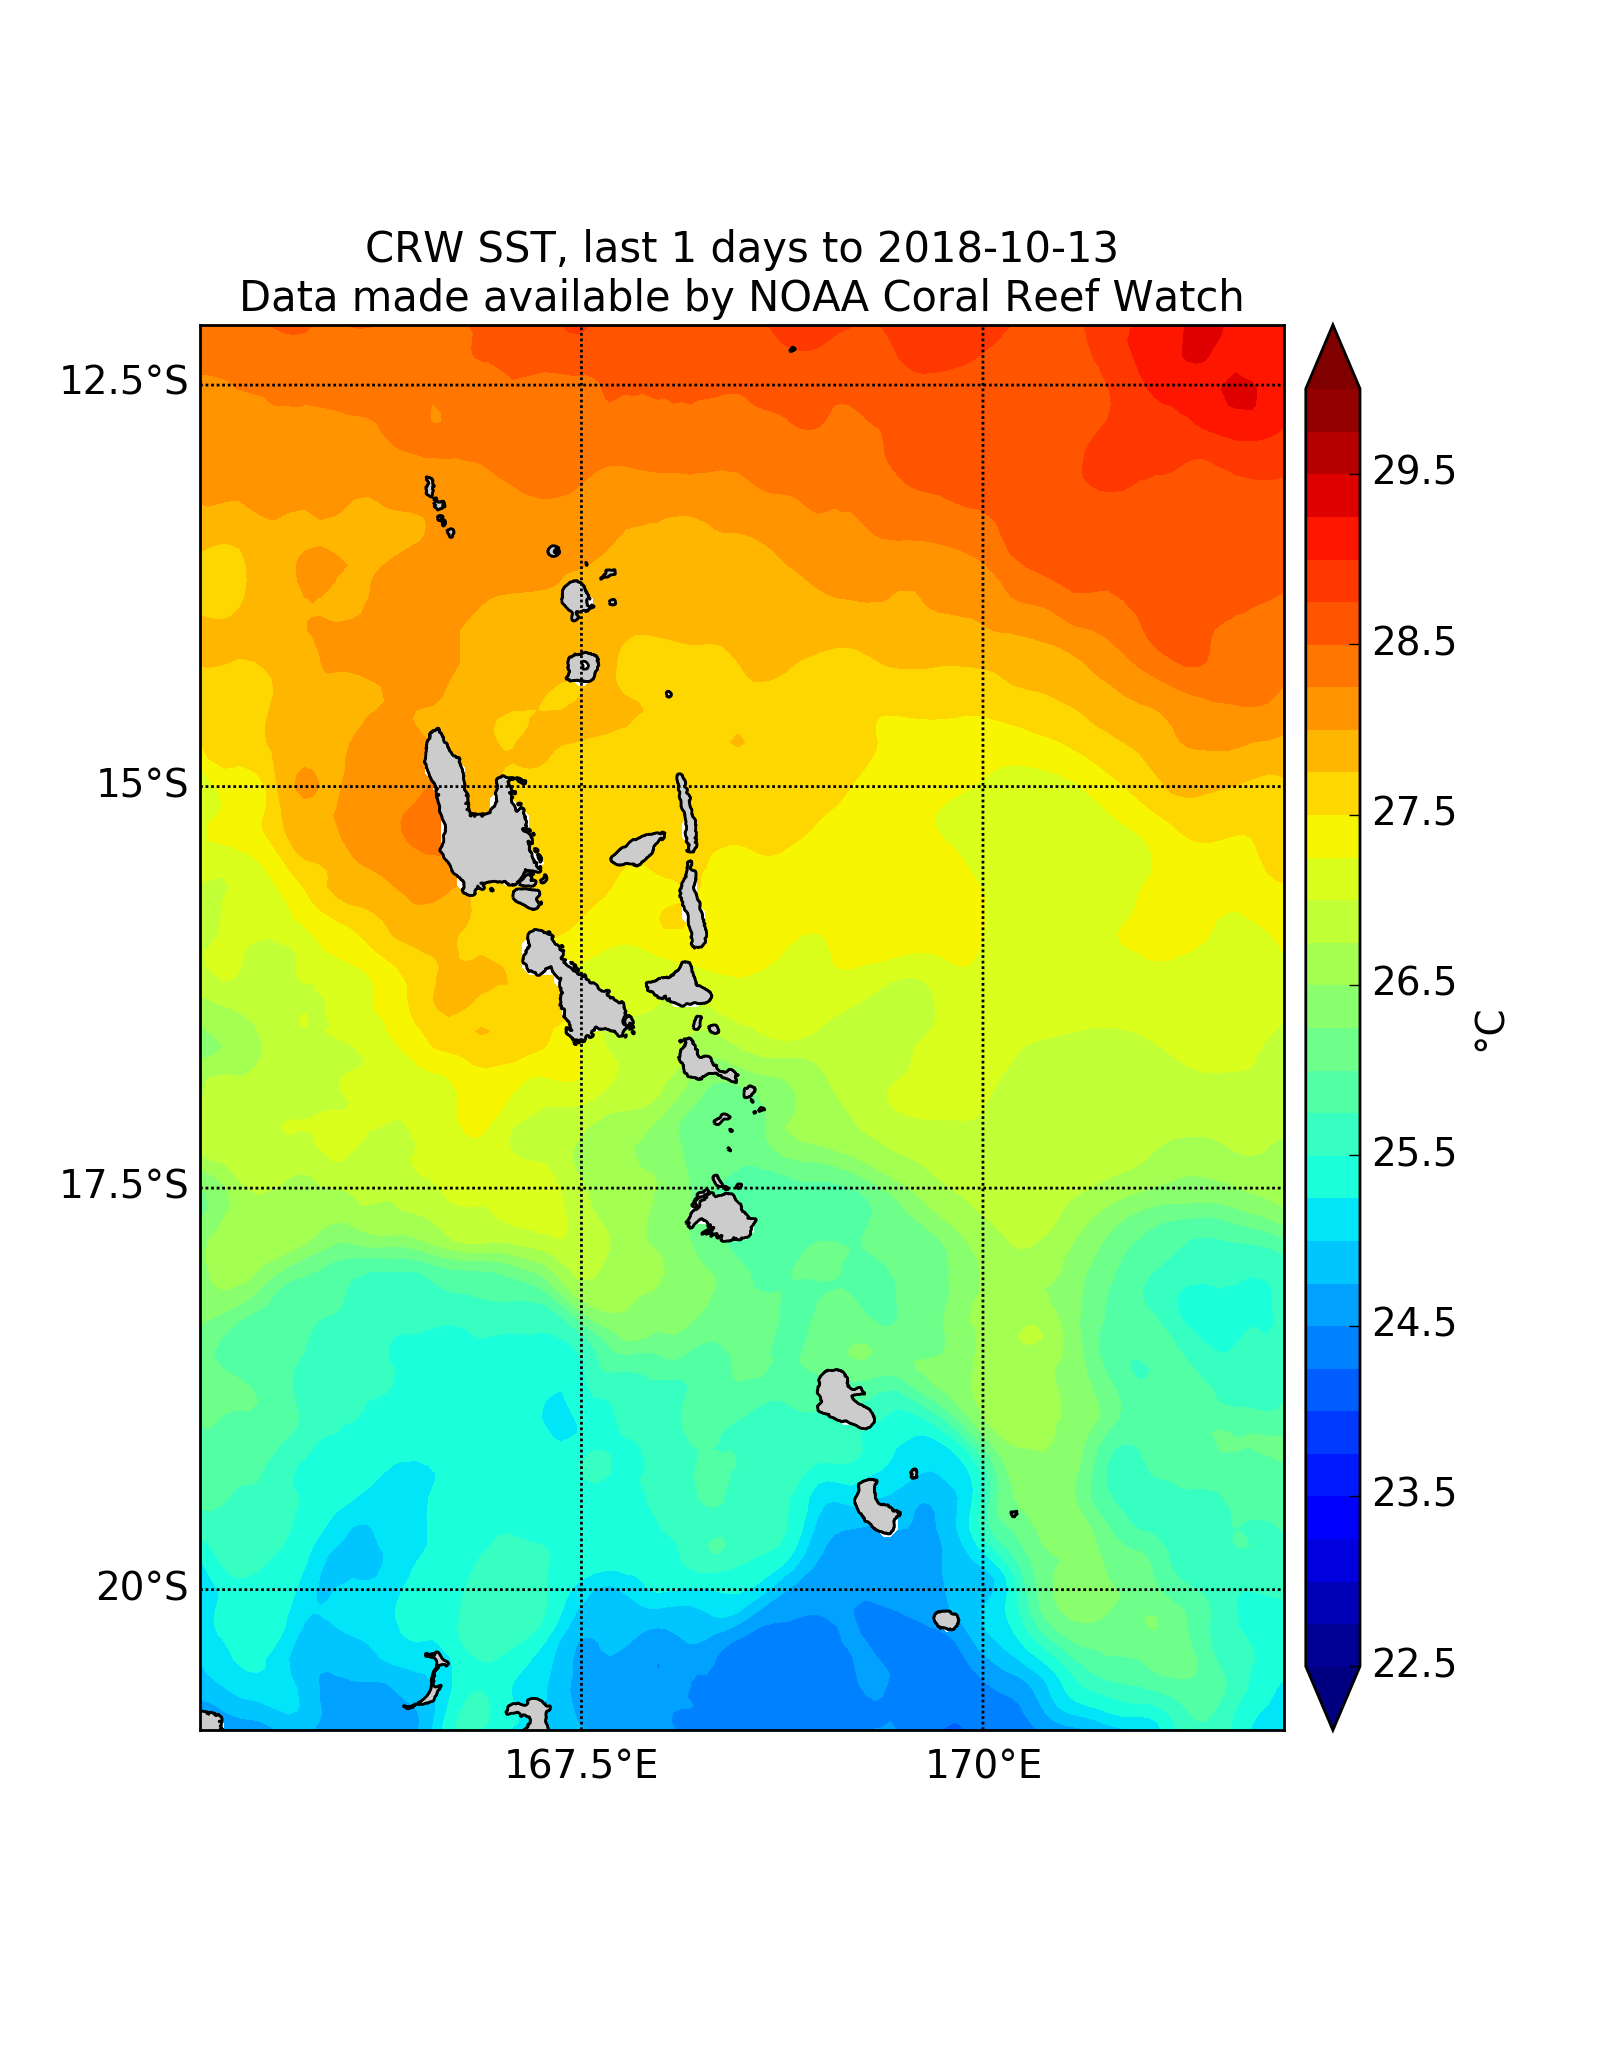 CRW SST, last 1 days to 2018-10-13
Data made available by NOAA Coral Reef Watch
12.5°S
15°S
17.5°S
20°S
167.5°E
170°E
29.5
28.5
27.5
26.5
25.5
24.5
23.5
22.5
°C